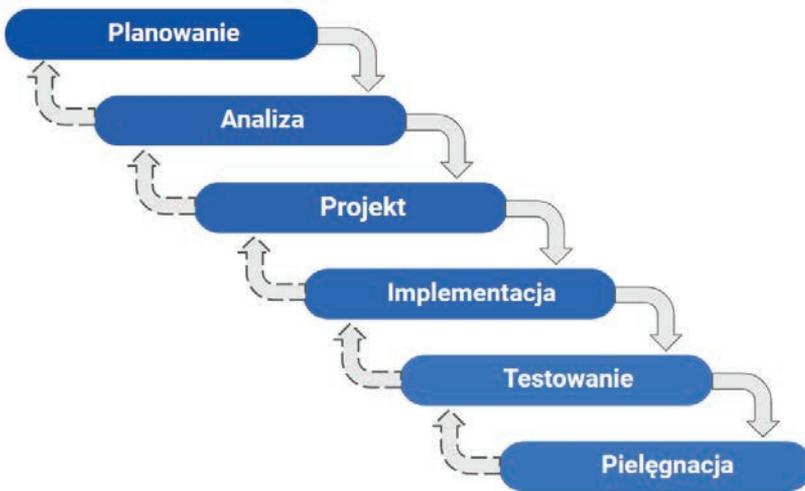 Planowanie
Analiza
Projekt
Implementacja
Testowanie
Pielęgnacja